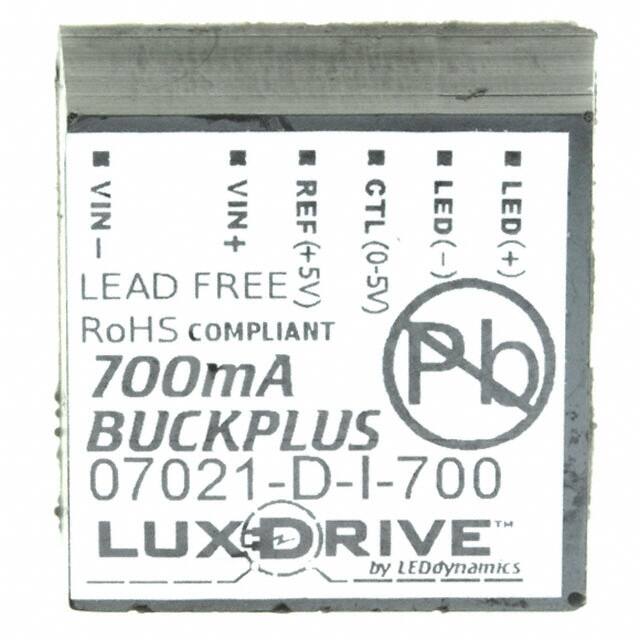 VIN-
VIN+
REF(+5V)
CTL(0-5V)
LED(-)
LED(+)
LEAD FREE
RoHS COMPLIANT
Pb
700mA
BUCKPLUS
07021-D-I-700
LUXDRIVE™
by LEDdynamics